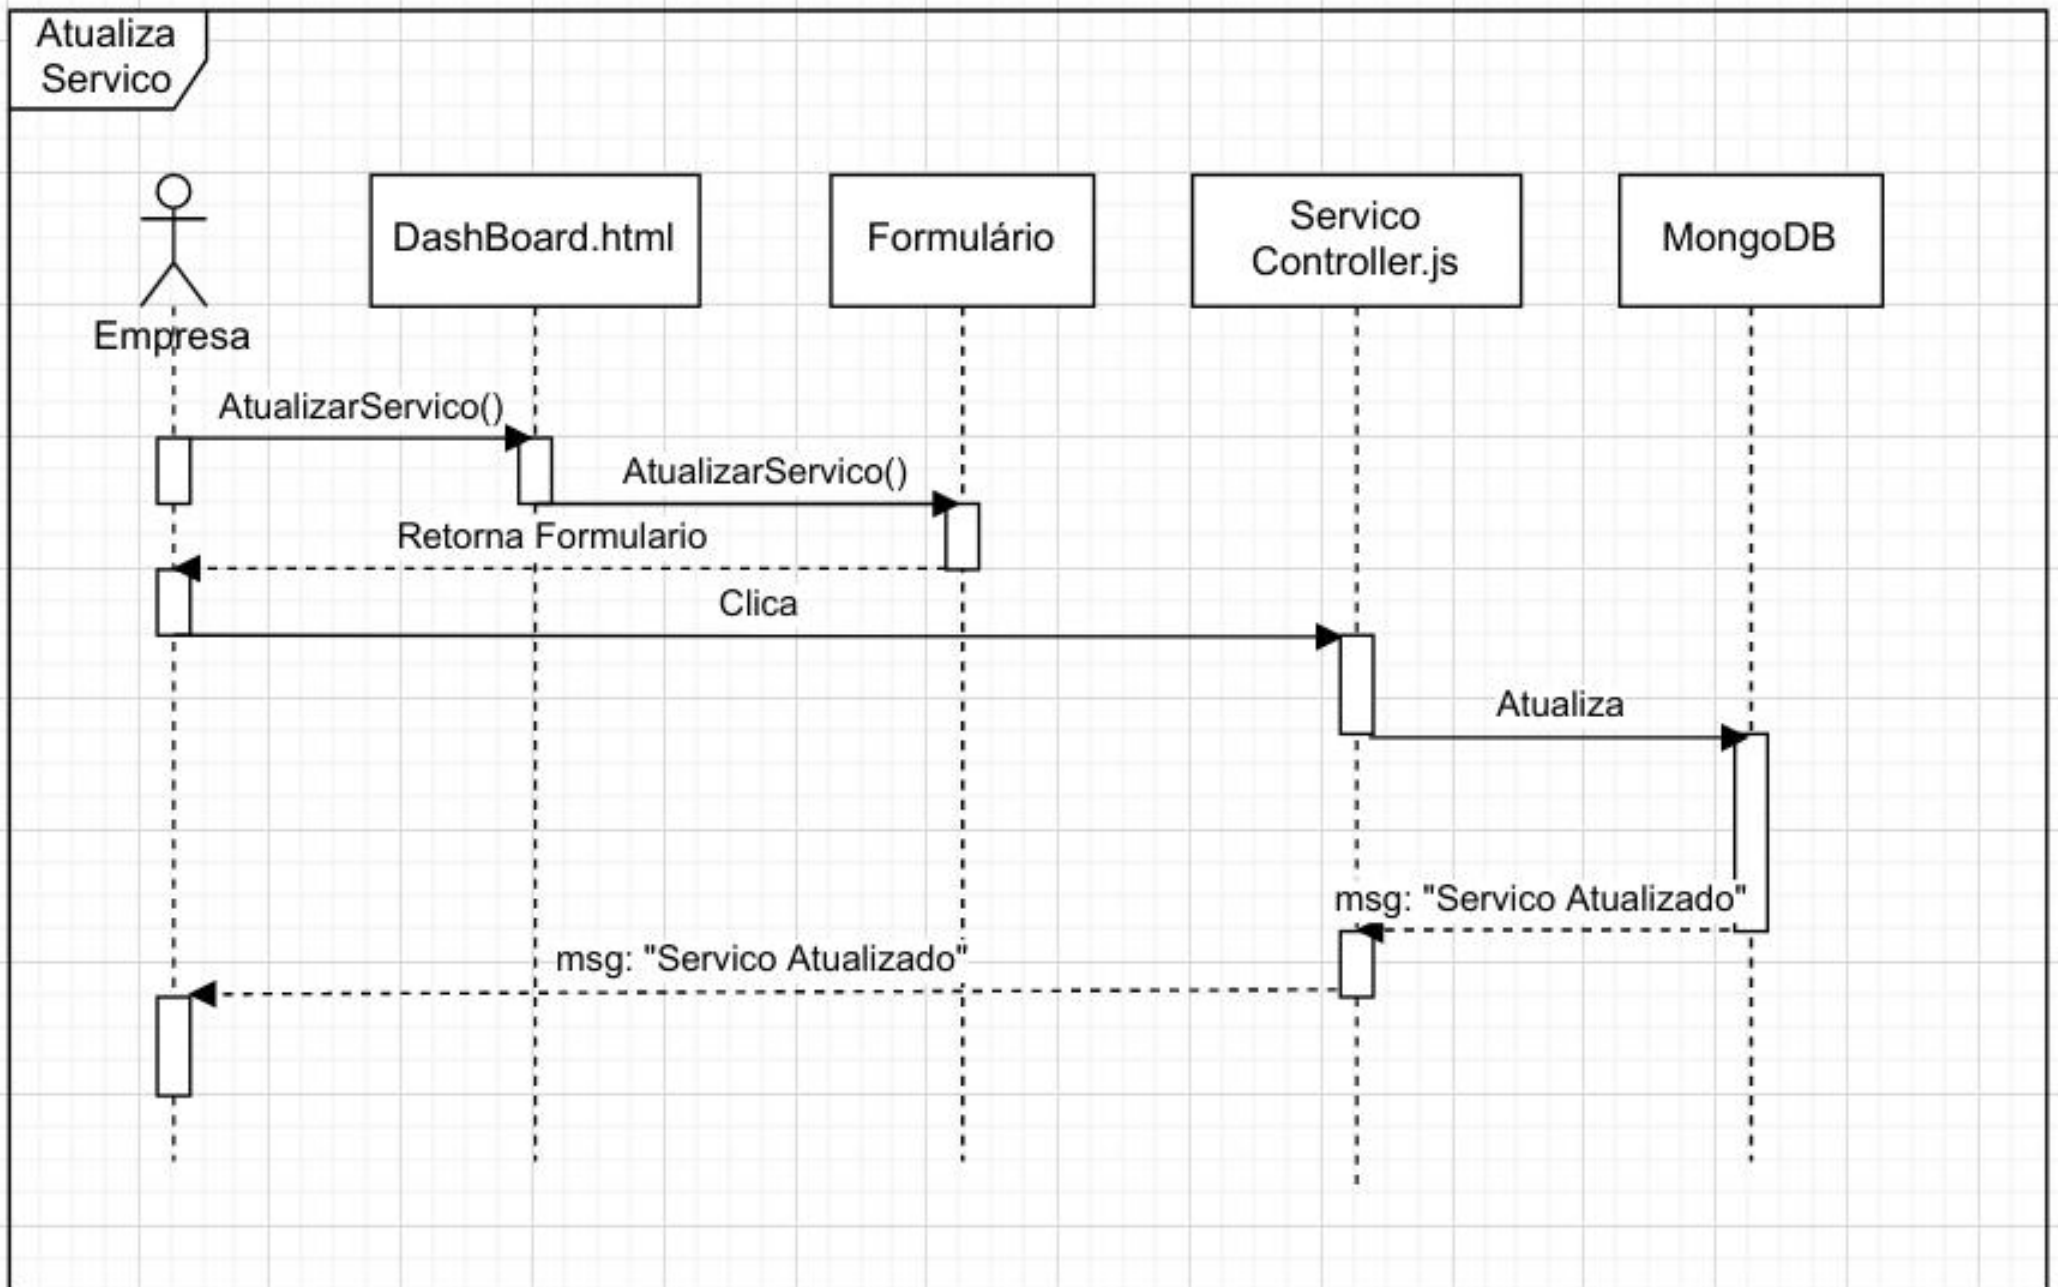 Atualiza
Servico
Empresa
DashBoard.html
Formulário
Servico
Controller.js
MongoDB
AtualizarServico()
AtualizarServico()
Retorna Formulario
Clica
Atualiza
msg: "Servico Atualizado"
msg: "Servico Atualizado"